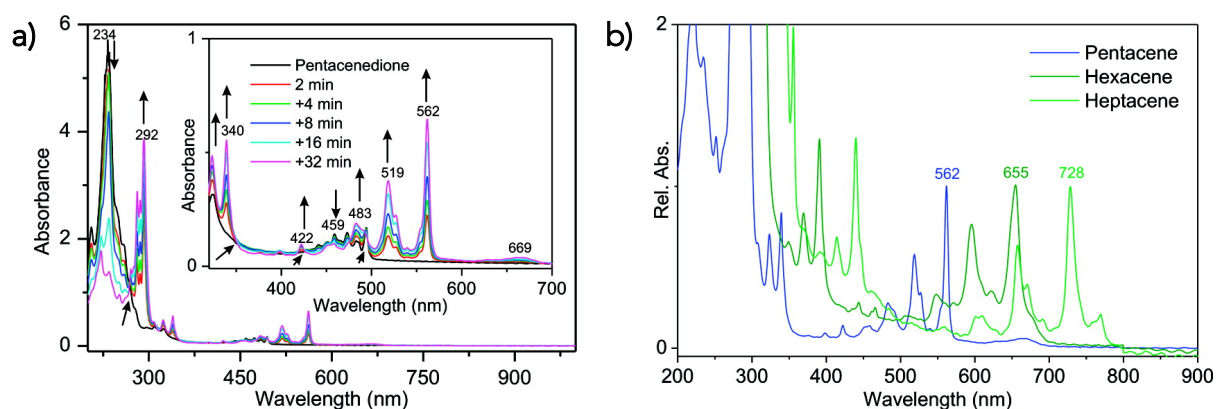 a)
6
4
2
0
Absorbance
234
292
300 450 600 750 900
Wavelength (nm)
1
0
Absorbance
Pentacenedione
2 min
+4 min
+8 min
+16 min
+32 min
340
422
459
483
519
562
669
400 500 600 700
Wavelength (nm)
b)
2
0
Rel. Abs.
Pentacene
Hexacene
Heptacene
562
655
728
200 300 400 500 600 700 800 900
Wavelength (nm)